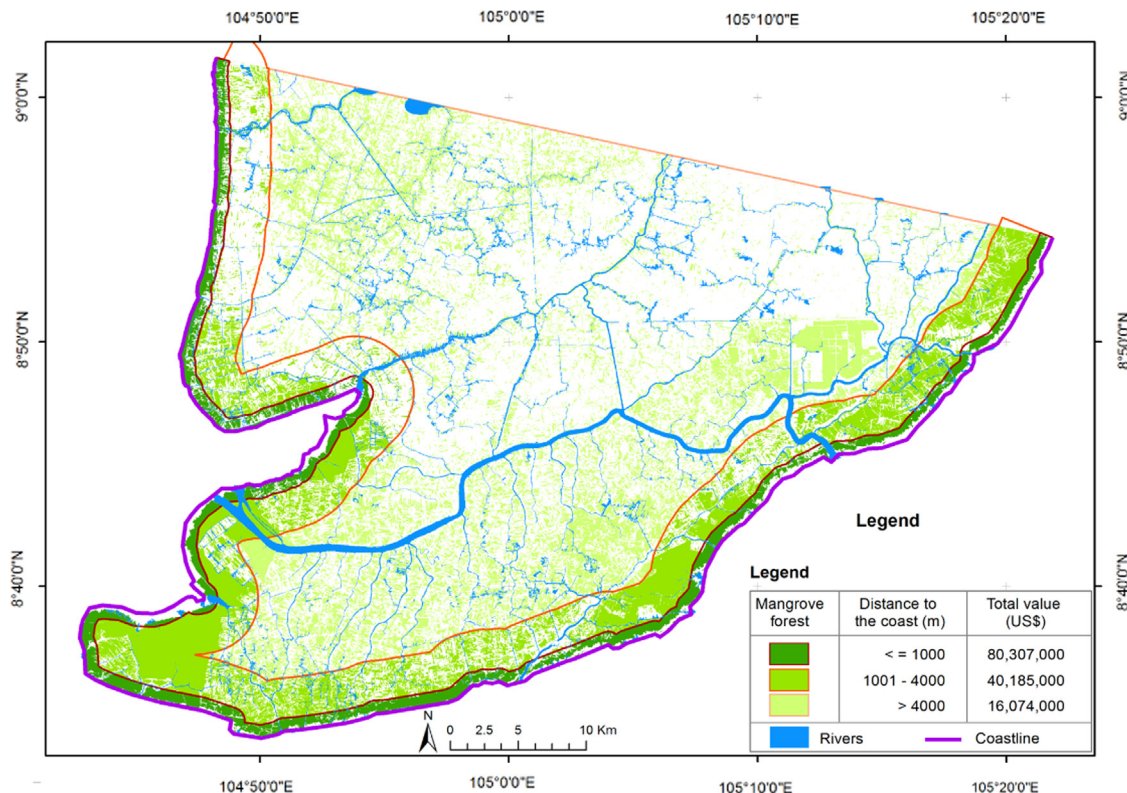 104°50'0"E 105°0'0"E 105°10'0"E 105°20'0"E
9°0'0"N 9°0'0"N
8°50'0"N 8°50'0"N
8°40'0"N 8°40'0"N
Legend
Legend
Mangrove forest Distance to the coast (m) Total value (US$)
< = 1000 80,307,000
1001 - 4000 40,185,000
> 4000 16,074,000
Rivers Coastline
N
0 2.5 5 10 Km
104°50'0"E 105°0'0"E 105°10'0"E 105°20'0"E